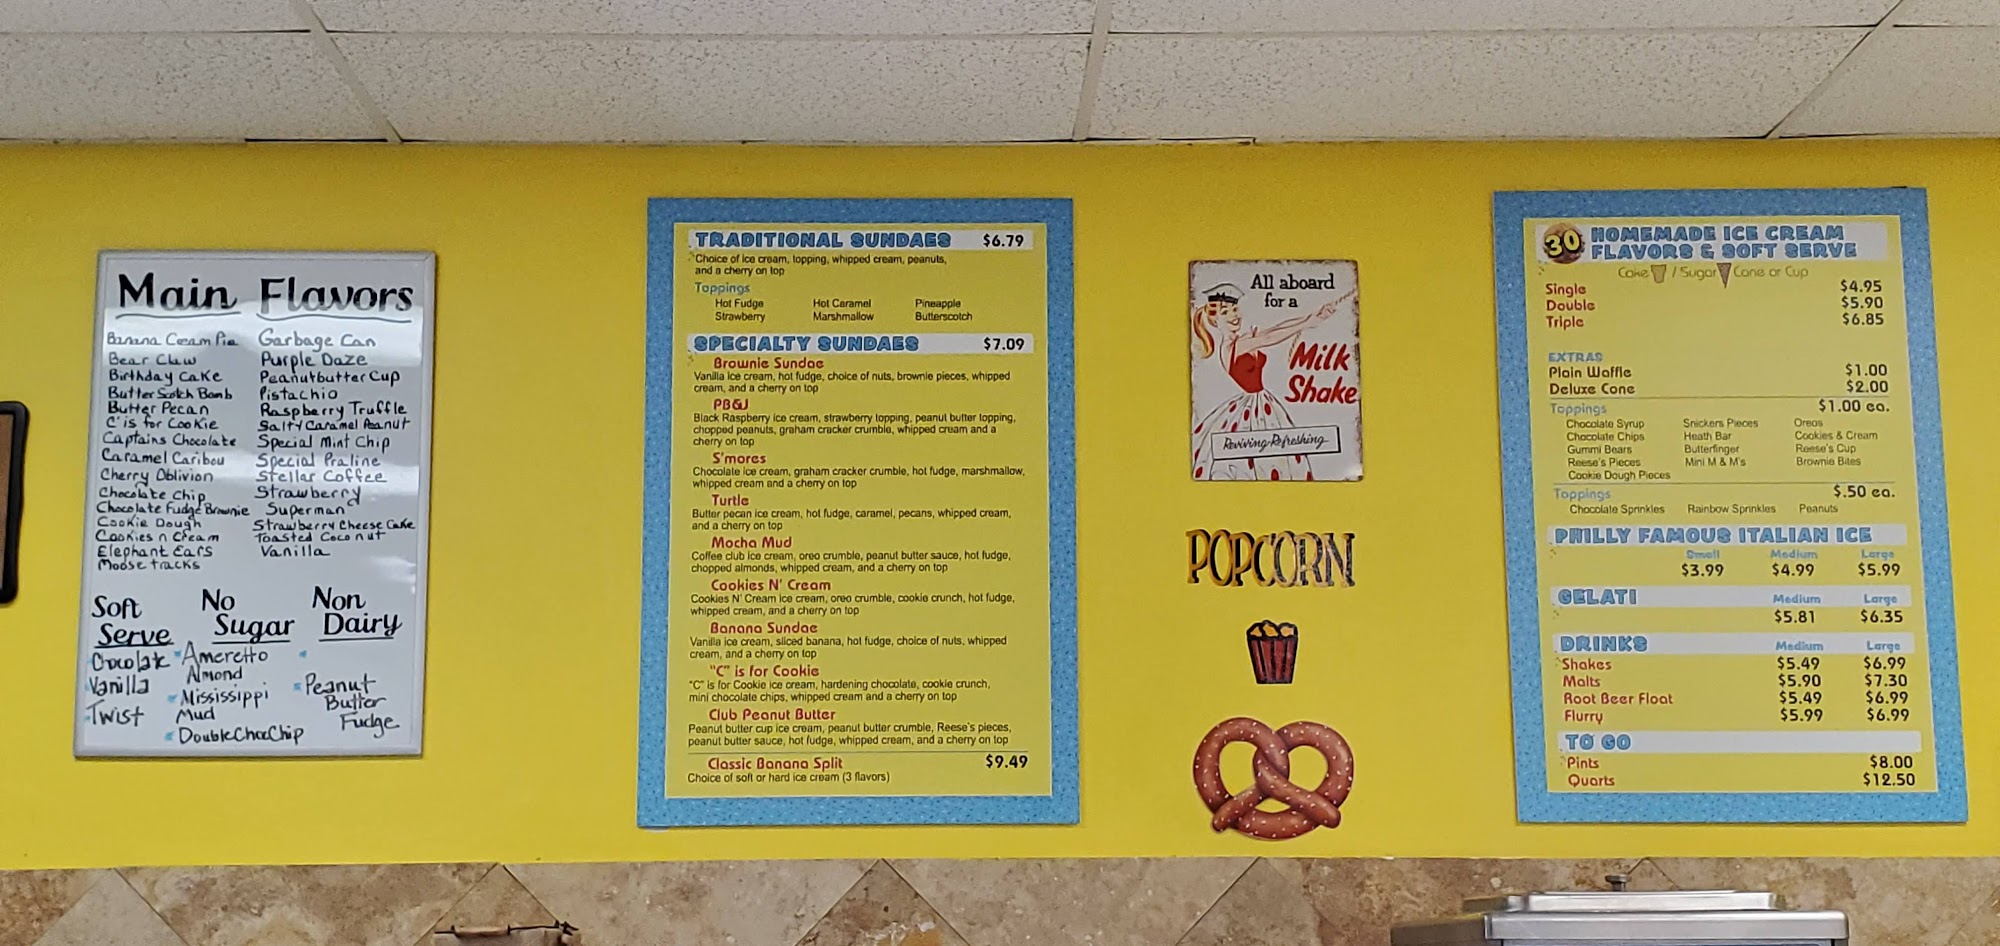 Main Flavors
Banana Cream Pie
Bear Claw
Birthday Cake
Butter Scotch Bomb
Butter Pecan
C' is for Cookie
Captains Chocolate
Caramel Caribou
Cherry Oblivion
Chocolate Chip
Chocolate Fudge Brownie
Cookie Dough
Cookies n Cream
Elephant Ears
Moose tracks
Garbage Can
Purple Daze
Peanutbutter Cup
Pistachio
Raspberry Truffle
Salty Caramel Peanut
Special Mint Chip
Special Praline
Stellar Coffee
Strawberry
Superman
Strawberry Cheese Cake
Toasted Coconut
Vanilla
Soft
Serve
Chocolate
Vanilla
Twist
No
Sugar
Ameretto
Almond
Mississippi
Mud
Double Choc Chip
Non
Dairy
Peanut
Butter
Fudge
TRADITIONAL SUNDAES $6.79
Choice of ice cream, topping, whipped cream, peanuts,
and a cherry on top
Toppings
Hot Fudge Hot Caramel Pineapple
Strawberry Marshmallow Butterscotch
SPECIALTY SUNDAES $7.09
Brownie Sundae
Vanilla ice cream, hot fudge, choice of nuts, brownie pieces, whipped
cream, and a cherry on top
PB&J
Black Raspberry ice cream, strawberry topping, peanut butter topping,
chopped peanuts, graham cracker crumble, whipped cream and a
cherry on top
S'mores
Chocolate ice cream, graham cracker crumble, hot fudge, marshmallow,
whipped cream and a cherry on top
Turtle
Butter pecan ice cream, hot fudge, caramel, pecans, whipped cream,
and a cherry on top
Mocha Mud
Coffee club ice cream, oreo crumble, peanut butter sauce, hot fudge,
chopped almonds, whipped cream, and a cherry on top
Cookies N' Cream
Cookies N' Cream ice cream, oreo crumble, cookie crunch, hot fudge,
whipped cream, and a cherry on top
Banana Sundae
Vanilla ice cream, sliced banana, hot fudge, choice of nuts, whipped
cream, and a cherry on top
"C" is for Cookie
"C" is for Cookie ice cream, hardening chocolate, cookie crunch,
mini chocolate chips, whipped cream and a cherry on top
Club Peanut Butter
Peanut butter cup ice cream, peanut butter crumble, Reese's pieces,
peanut butter sauce, hot fudge, whipped cream, and a cherry on top
Classic Banana Split $9.49
Choice of soft or hard ice cream (3 flavors)
All aboard
for a
Milk
Shake
Reviving-Refreshing
POPCORN
30 HOMEMADE ICE CREAM
FLAVORS & SOFT SERVE
Cake / Sugar Cone or Cup
Single $4.95
Double $5.90
Triple $6.85
EXTRAS
Plain Waffle $1.00
Deluxe Cone $2.00
Toppings $1.00 ea.
Chocolate Syrup Snickers Pieces Oreos
Chocolate Chips Heath Bar Cookies & Cream
Gummi Bears Butterfinger Reese's Cup
Reese's Pieces Mini M & M's Brownie Bites
Cookie Dough Pieces
Toppings $.50 ea.
Chocolate Sprinkles Rainbow Sprinkles Peanuts
PHILLY FAMOUS ITALIAN ICE
Small Medium Large
$3.99 $4.99 $5.99
GELATI Medium Large
$5.81 $6.35
DRINKS Medium Large
Shakes $5.49 $6.99
Malts $5.90 $7.30
Root Beer Float $5.49 $6.99
Flurry $5.99 $6.99
TO GO
Pints $8.00
Quarts $12.50